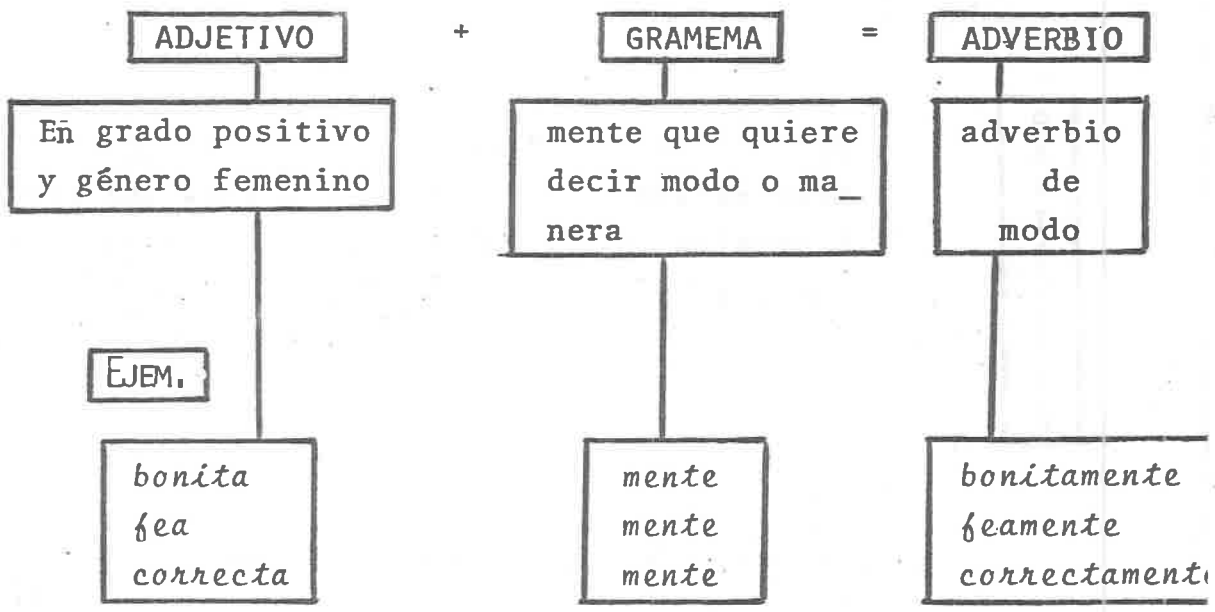 ADJETIVO + GRAMEMA = ADVERBIO
En grado positivo
y género femenino
mente que quiere
decir modo o ma_
nera
adverbio
de
modo
EJEM.
bonita
fea
correcta
mente
mente
mente
bonitamente
feamente
correctament